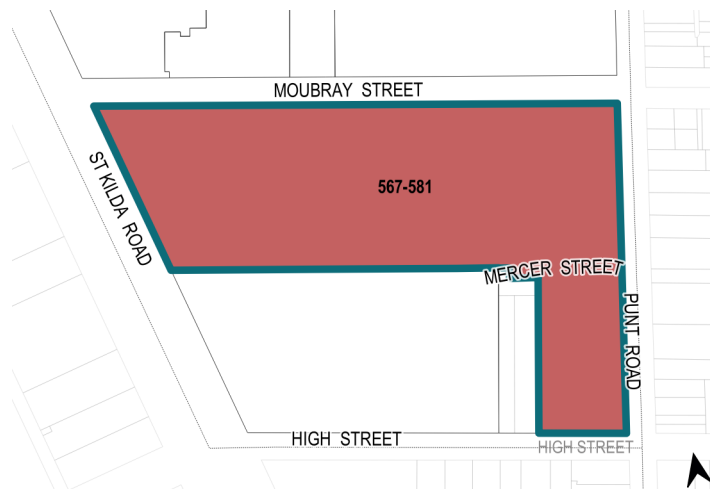 MOUBRAY STREET
567-581
ST KILDA ROAD
MERCER STREET
PUNT ROAD
HIGH STREET
HIGH STREET